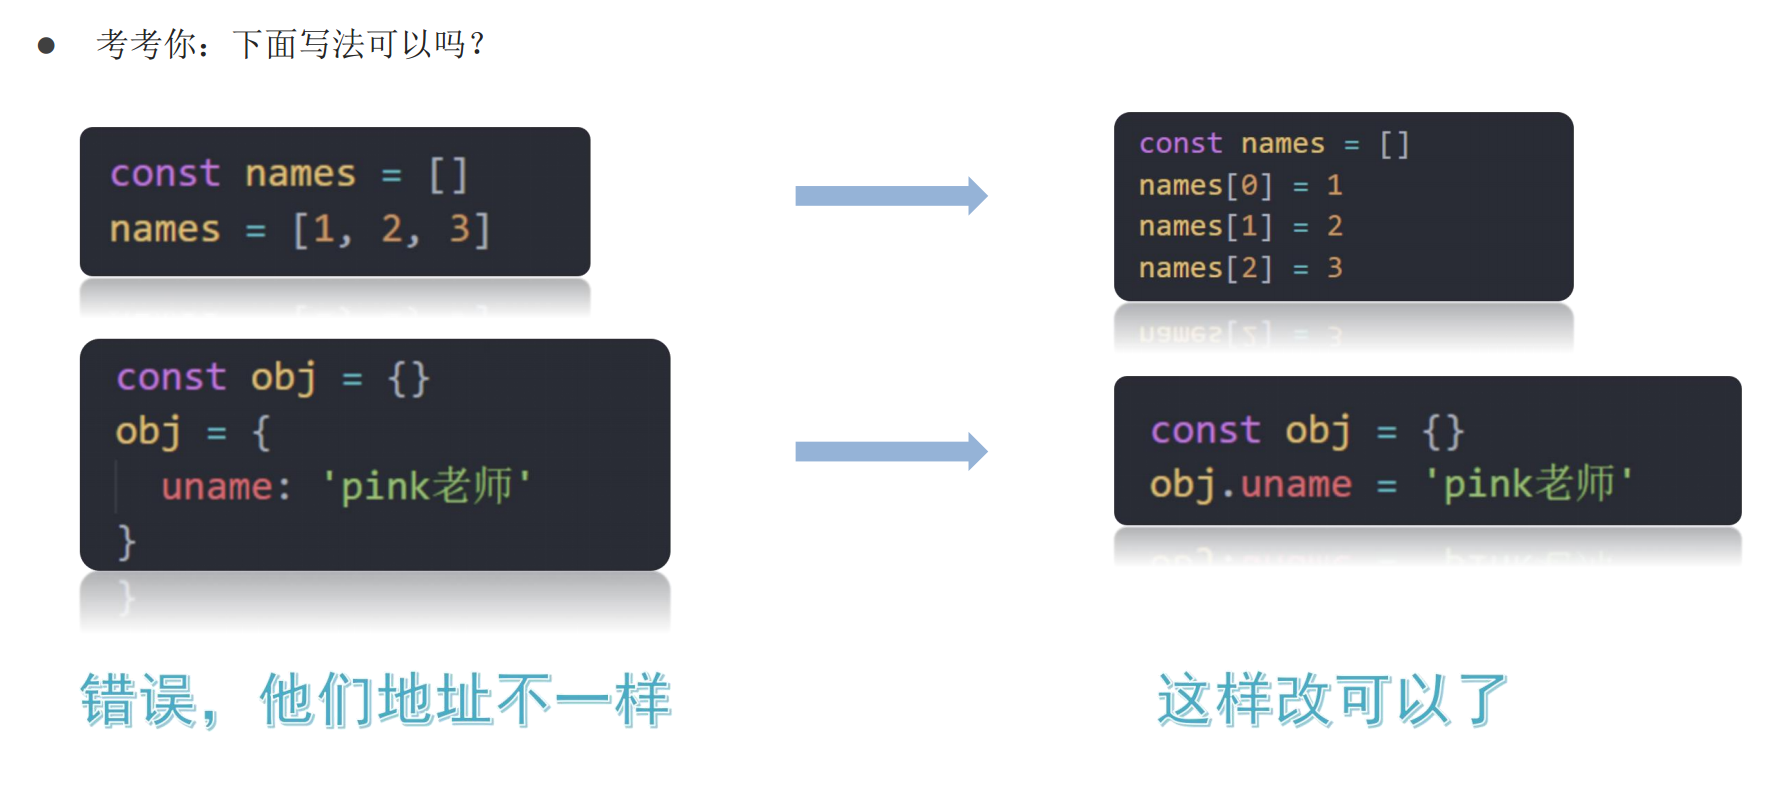 ● 考考你：下面写法可以吗？
const names = []
names = [1, 2, 3]
const names = []
names[0] = 1
names[1] = 2
names[2] = 3
const obj = {}
obj = {
  uname: 'pink老师'
}
const obj = {}
obj.uname = 'pink老师'
错误，他们地址不一样
这样改可以了